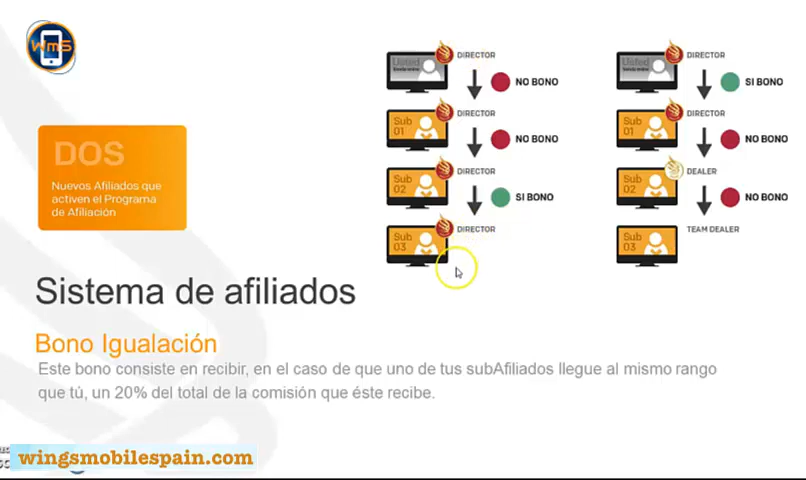 WmS
DOS
Nuevos Afiliados que
activen el Programa
de Afiliación
Usted
DIRECTOR
NO BONO
Sub
01
DIRECTOR
NO BONO
Sub
02
DIRECTOR
SI BONO
Sub
03
DIRECTOR
Usted
DIRECTOR
SI BONO
Sub
01
DIRECTOR
NO BONO
Sub
02
DEALER
NO BONO
Sub
03
TEAM DEALER
Sistema de afiliados
Bono Igualación
Este bono consiste en recibir, en el caso de que uno de tus subAfiliados llegue al mismo rango
que tú, un 20% del total de la comisión que éste recibe.
wingsmobilespain.com